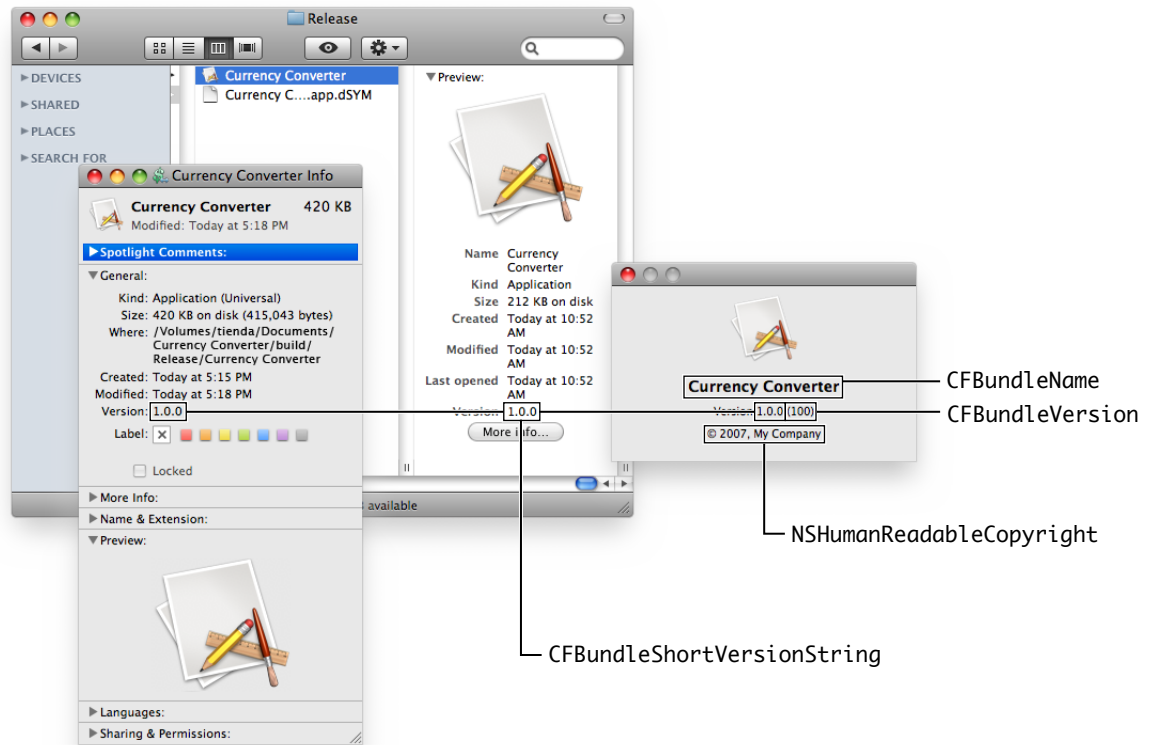 Release
DEVICES
SHARED
PLACES
SEARCH FOR
Currency Converter
Currency C....app.dSYM
Preview:
Name Currency
Converter
Kind Application
Size 212 KB on disk
Created Today at 10:52
AM
Modified Today at 10:52
AM
Last opened Today at 10:52
AM
Version 1.0.0
More info...
available
Currency Converter Info
Currency Converter 420 KB
Modified: Today at 5:18 PM
Spotlight Comments:
General:
Kind: Application (Universal)
Size: 420 KB on disk (415,043 bytes)
Where: /Volumes/tienda/Documents/
Currency Converter/build/
Release/Currency Converter
Created: Today at 5:15 PM
Modified: Today at 5:18 PM
Version: 1.0.0
Label:
Locked
More Info:
Name & Extension:
Preview:
Languages:
Sharing & Permissions:
Currency Converter
Version 1.0.0 (100)
© 2007, My Company
CFBundleName
CFBundleVersion
NSHumanReadableCopyright
CFBundleShortVersionString